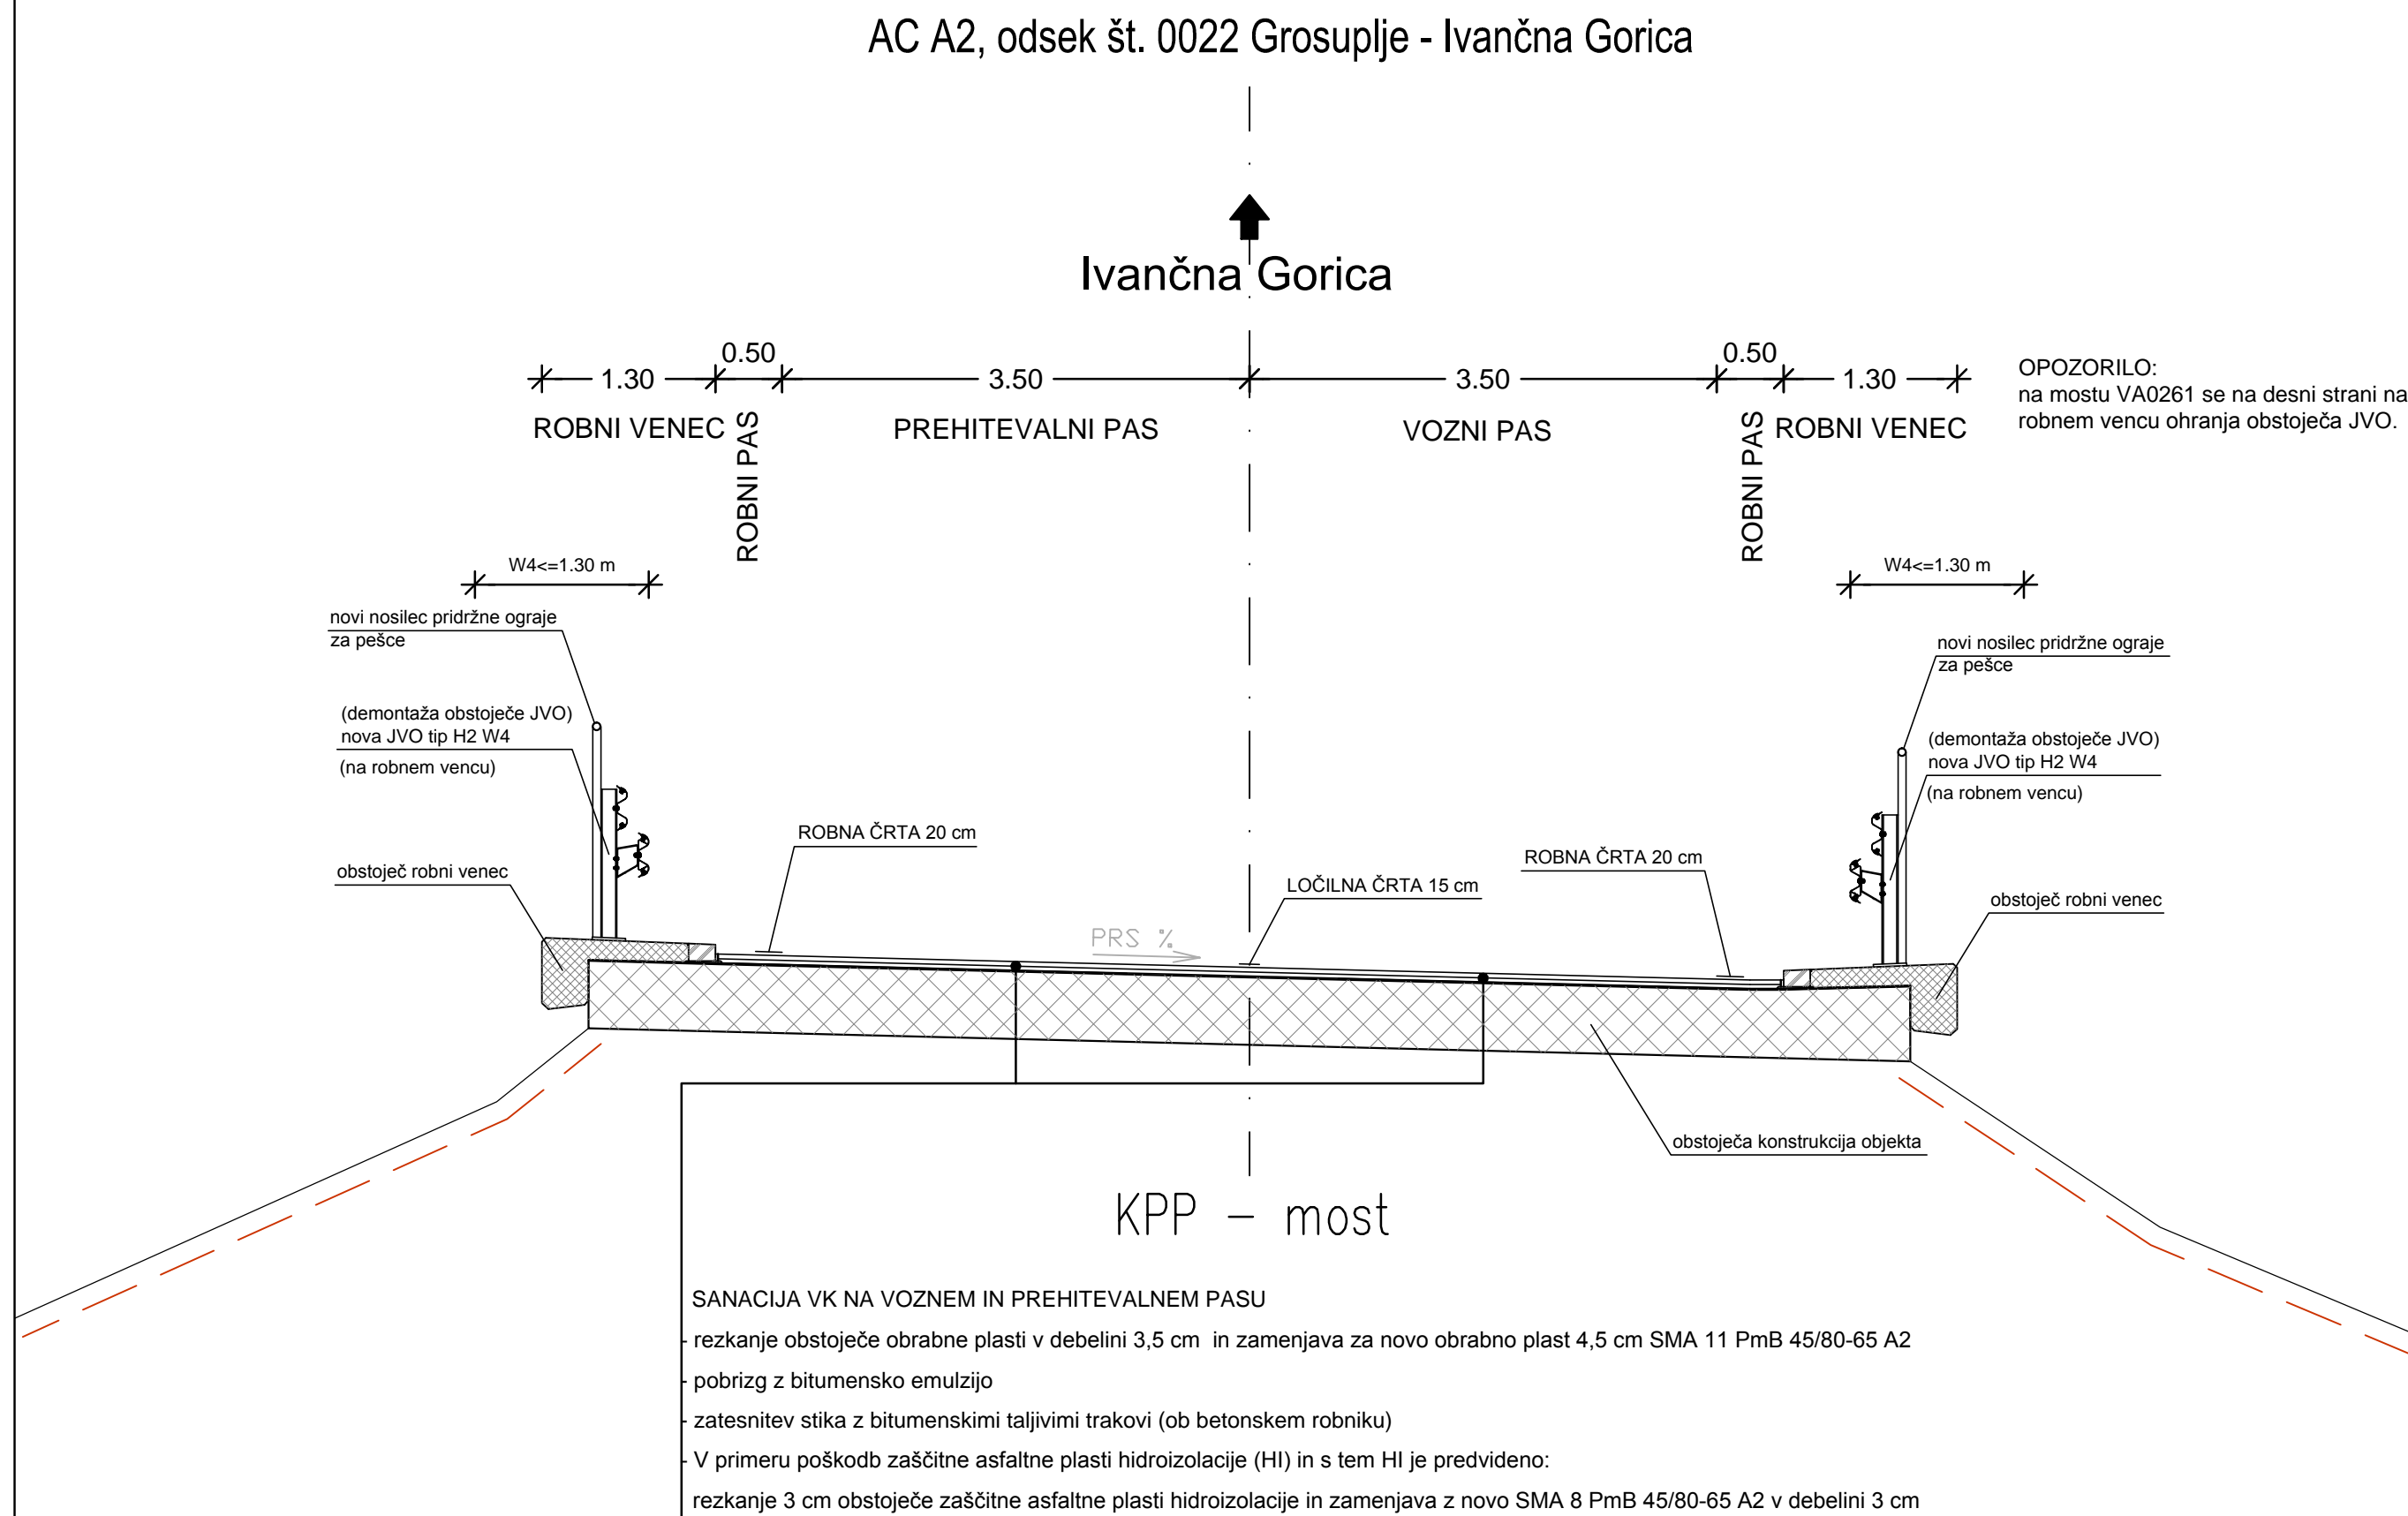 AC A2, odsek št. 0022 Grosuplje - Ivančna Gorica
Ivančna Gorica
1.30
0.50
3.50
3.50
0.50
1.30
ROBNI VENEC
ROBNI PAS
PREHITEVALNI PAS
VOZNI PAS
ROBNI PAS
ROBNI VENEC
OPOZORILO:
na mostu VA0261 se na desni strani na
robnem vencu ohranja obstoječa JVO.
W4<=1.30 m
W4<=1.30 m
novi nosilec pridržne ograje
za pešce
(demontaža obstoječe JVO)
nova JVO tip H2 W4
(na robnem vencu)
obstoječ robni venec
novi nosilec pridržne ograje
za pešce
(demontaža obstoječe JVO)
nova JVO tip H2 W4
(na robnem vencu)
obstoječ robni venec
ROBNA ČRTA 20 cm
LOČILNA ČRTA 15 cm
ROBNA ČRTA 20 cm
PRS %
obstoječa konstrukcija objekta
KPP – most
SANACIJA VK NA VOZNEM IN PREHITEVALNEM PASU
- rezkanje obstoječe obrabne plasti v debelini 3,5 cm in zamenjava za novo obrabno plast 4,5 cm SMA 11 PmB 45/80-65 A2
- pobrizg z bitumensko emulzijo
- zatesnitev stika z bitumenskimi taljivimi trakovi (ob betonskem robniku)
- V primeru poškodb zaščitne asfaltne plasti hidroizolacije (HI) in s tem HI je predvideno:
rezkanje 3 cm obstoječe zaščitne asfaltne plasti hidroizolacije in zamenjava z novo SMA 8 PmB 45/80-65 A2 v debelini 3 cm